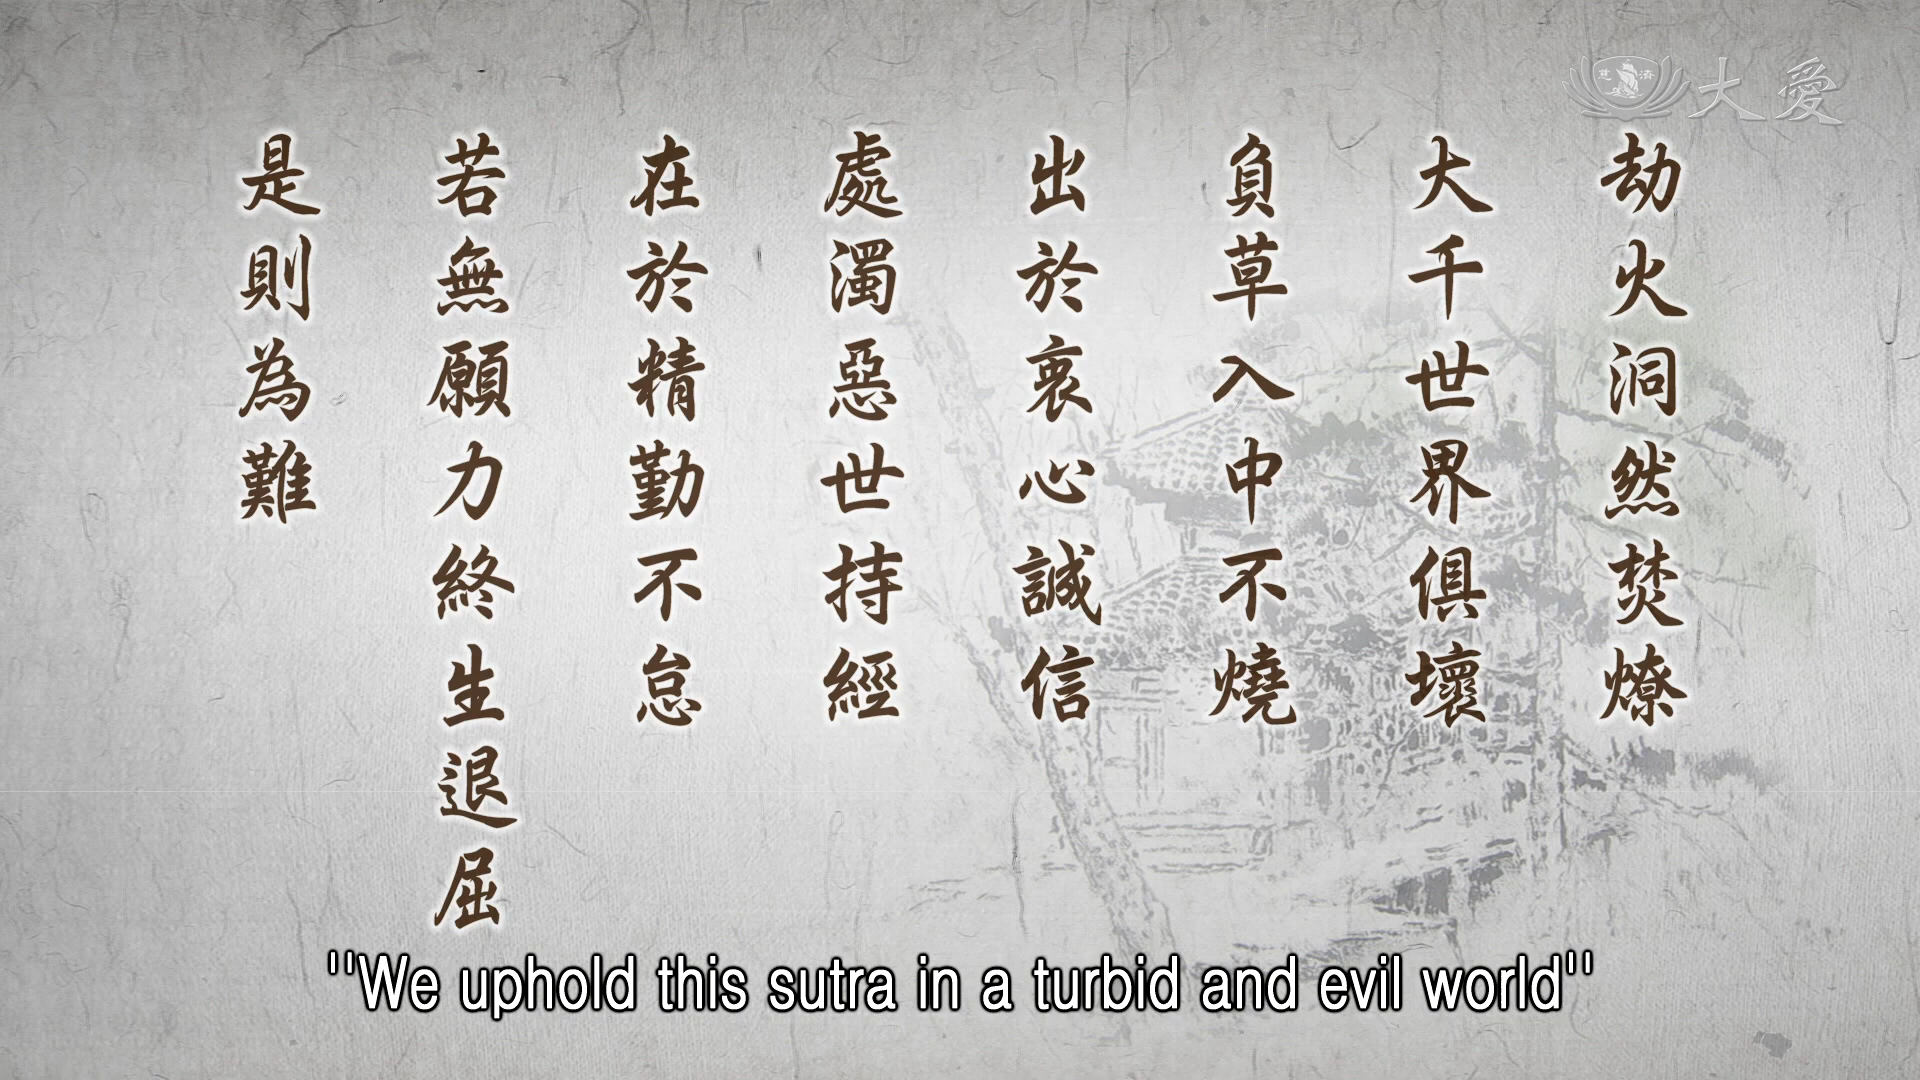 大愛
慈濟
劫火洞然焚燎
大千世界俱壞
負草入中不燒
出於衷心誠信
處濁惡世持經
在於精勤不怠
若無願力終生退屈
是則為難
''We uphold this sutra in a turbid and evil world''